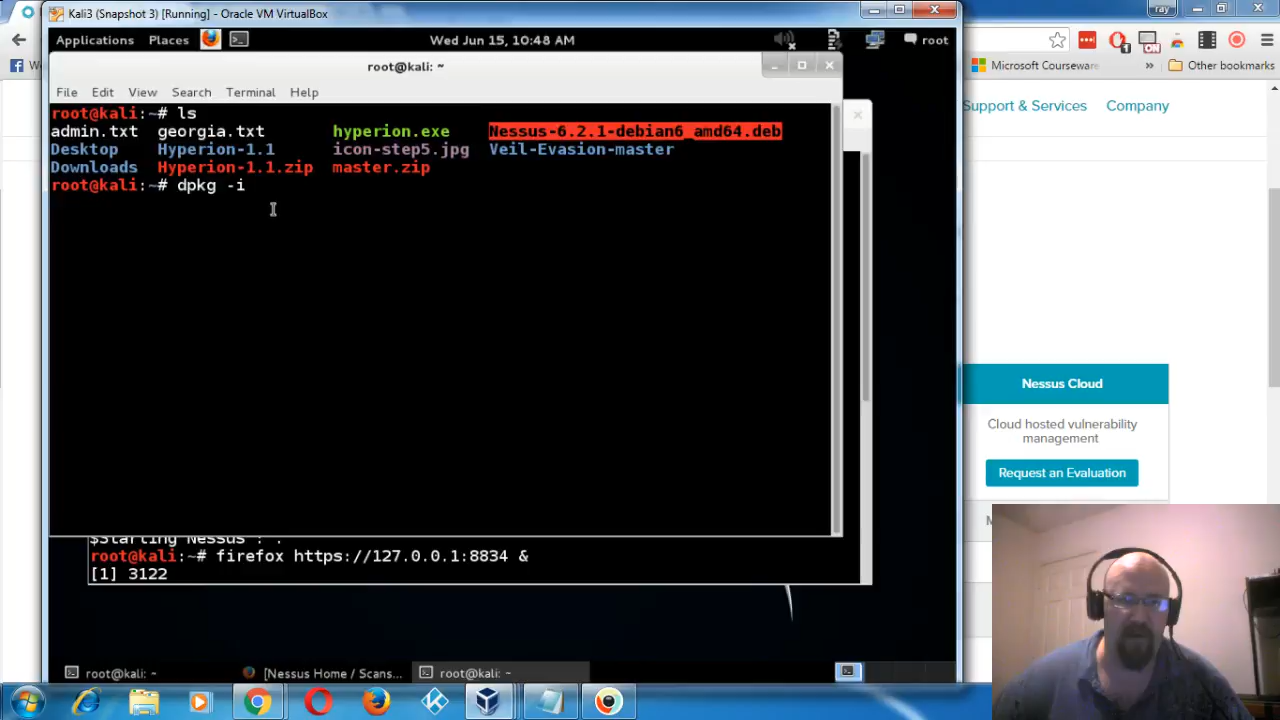 Kali3 (Snapshot 3) [Running] - Oracle VM VirtualBox
ray
Applications Places Wed Jun 15, 10:48 AM root
ON
Microsoft Courseware » Other bookmarks
root@kali: ~
File Edit View Search Terminal Help
Support & Services Company
root@kali:~# ls
admin.txt georgia.txt hyperion.exe Nessus-6.2.1-debian6_amd64.deb
Desktop Hyperion-1.1 icon-step5.jpg Veil-Evasion-master
Downloads Hyperion-1.1.zip master.zip
root@kali:~# dpkg -i
Nessus Cloud
Cloud hosted vulnerability
management
Request an Evaluation
$Starting Nessus : .
root@kali:~# firefox https://127.0.0.1:8834 &
[1] 3122
root@kali: ~ [Nessus Home / Scans... root@kali: ~